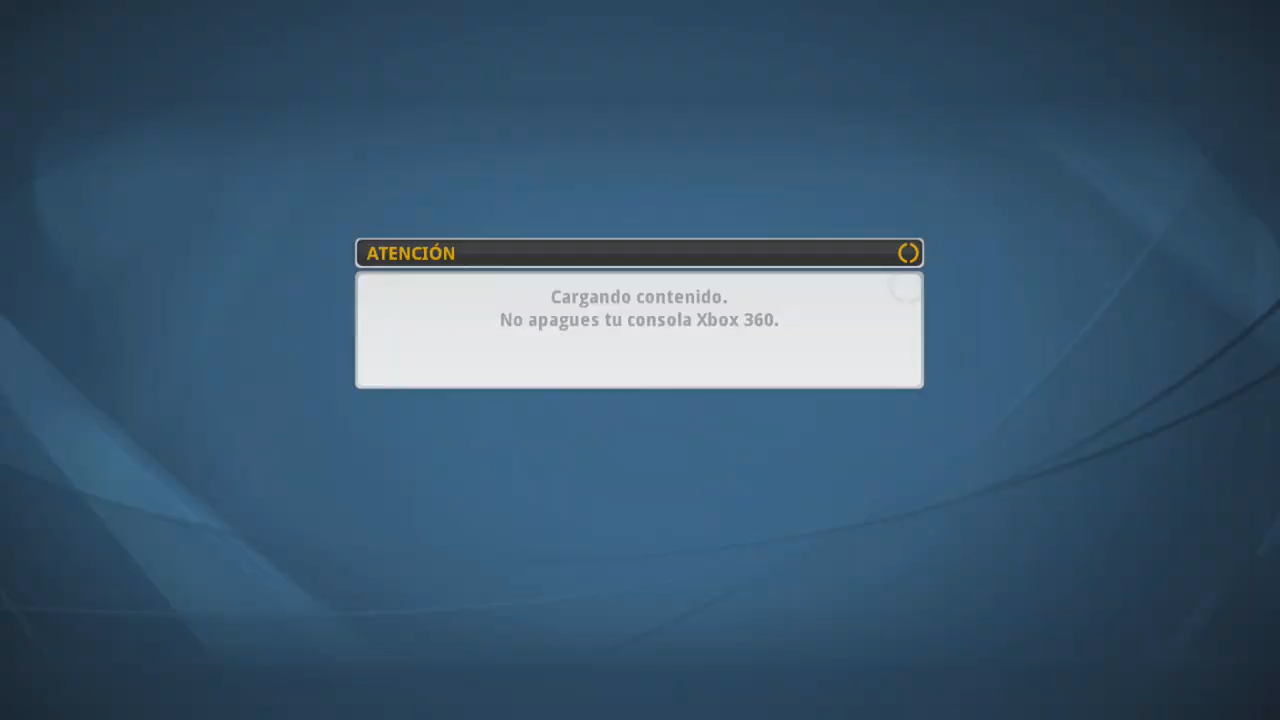 ATENCIÓN
Cargando contenido.
No apagues tu consola Xbox 360.